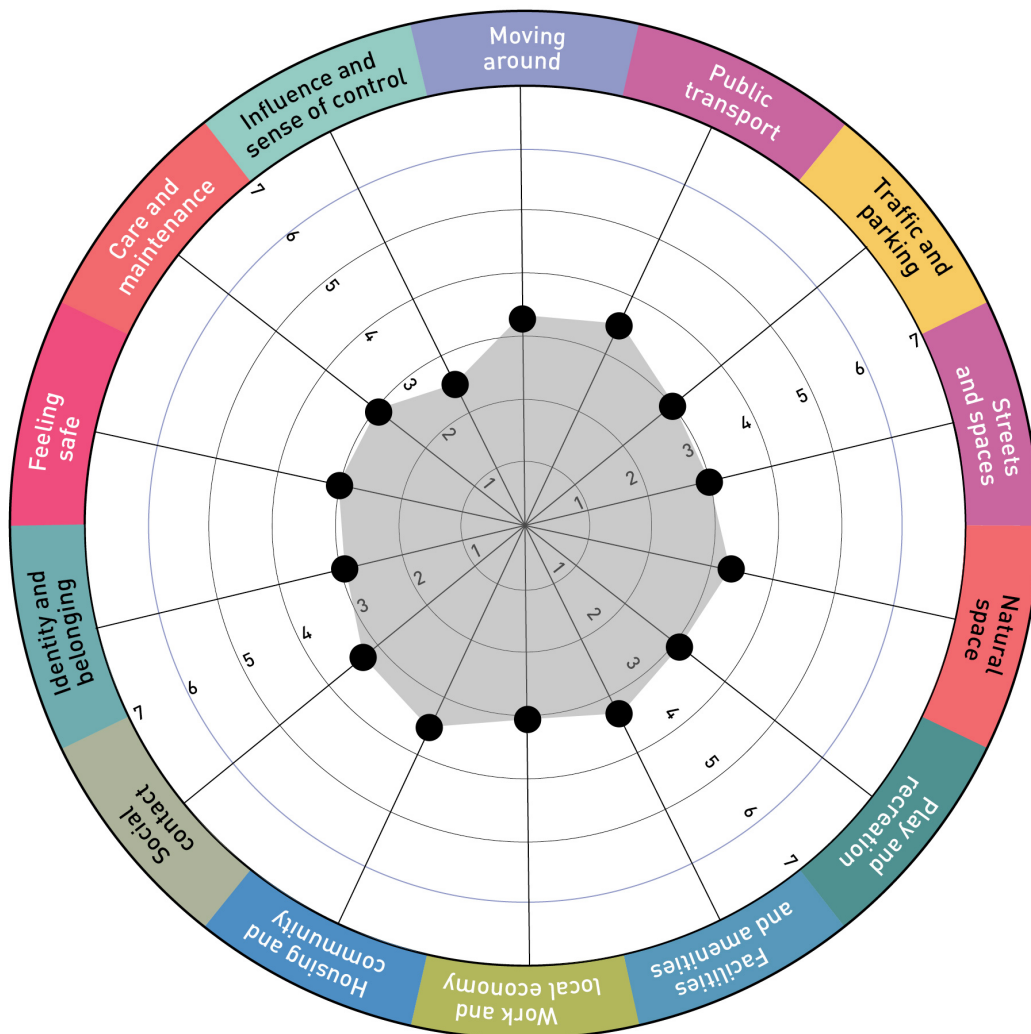 Moving
around
Public
transport
Traffic and
parking
Streets
and spaces
Natural
space
Play and
recreation
Facilities
and amenities
Work and
local economy
Housing and
community
Social
contact
Identity and
belonging
Feeling
safe
Care and
maintenance
Influence and
sense of control
1
2
3
4
5
6
7
1
2
3
4
5
6
7
1
2
3
4
5
6
7
1
2
3
4
5
6
7